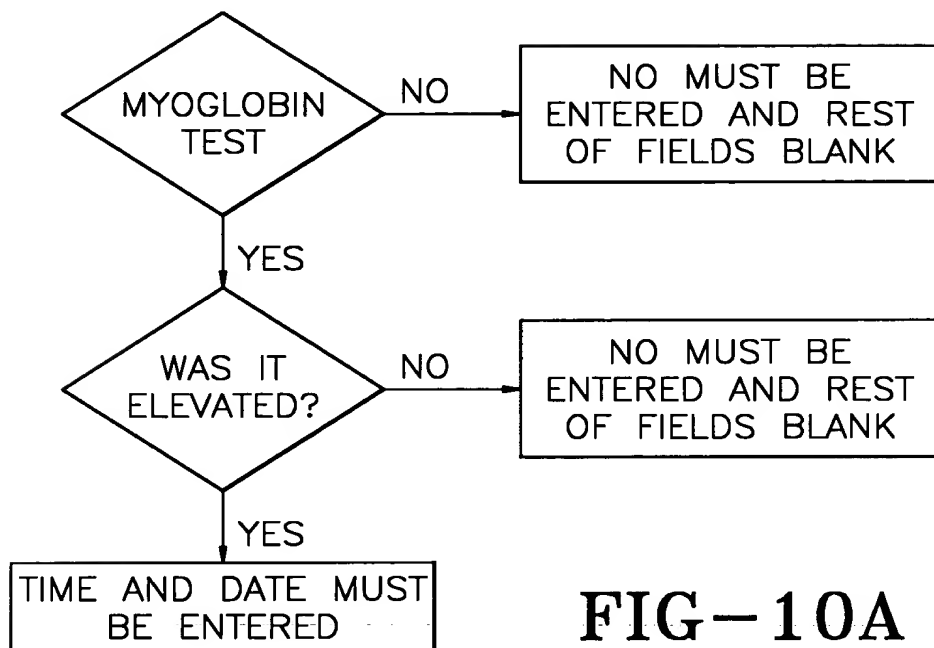 MYOGLOBIN
TEST
NO
NO MUST BE
ENTERED AND REST
OF FIELDS BLANK
YES
WAS IT
ELEVATED?
NO
NO MUST BE
ENTERED AND REST
OF FIELDS BLANK
YES
TIME AND DATE MUST
BE ENTERED
FIG-10A